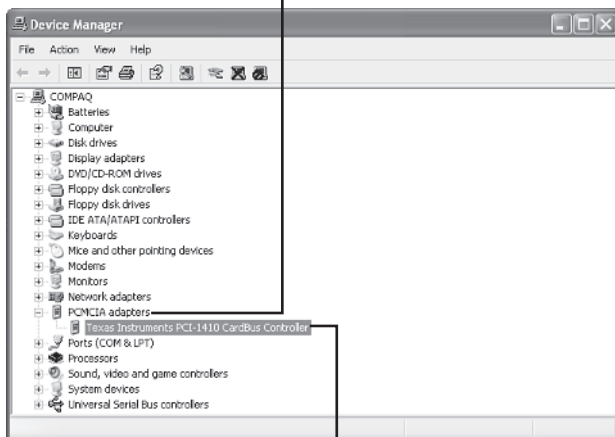 Device Manager
File Action View Help
COMPAQ
Batteries
Computer
Disk drives
Display adapters
DVD/CD-ROM drives
Floppy disk controllers
Floppy disk drives
IDE ATA/ATAPI controllers
Keyboards
Mice and other pointing devices
Modems
Monitors
Network adapters
PCMCIA adapters
Texas Instruments PCI-1410 CardBus Controller
Ports (COM & LPT)
Processors
Sound, video and game controllers
System devices
Universal Serial Bus controllers